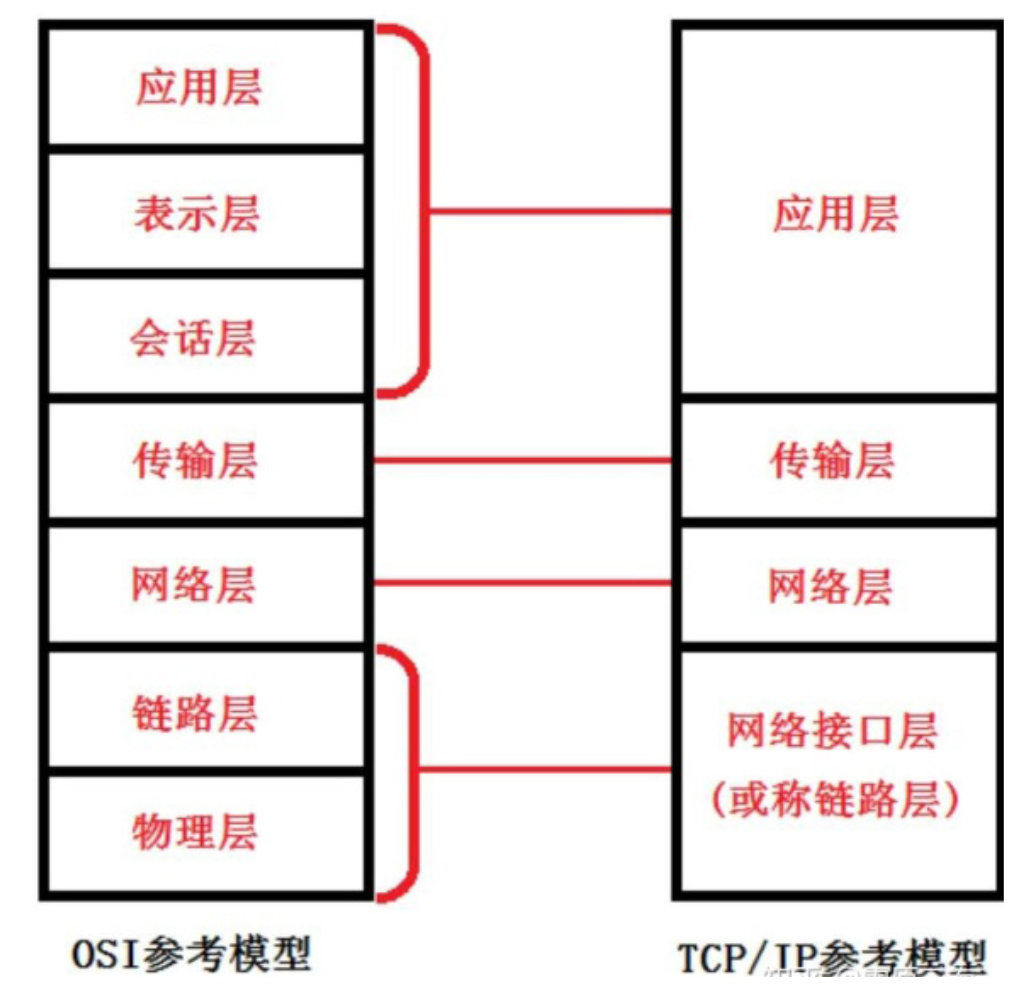 应用层
表示层
会话层
传输层
网络层
链路层
物理层
OSI参考模型
应用层
传输层
网络层
网络接口层
(或称链路层)
TCP/IP参考模型